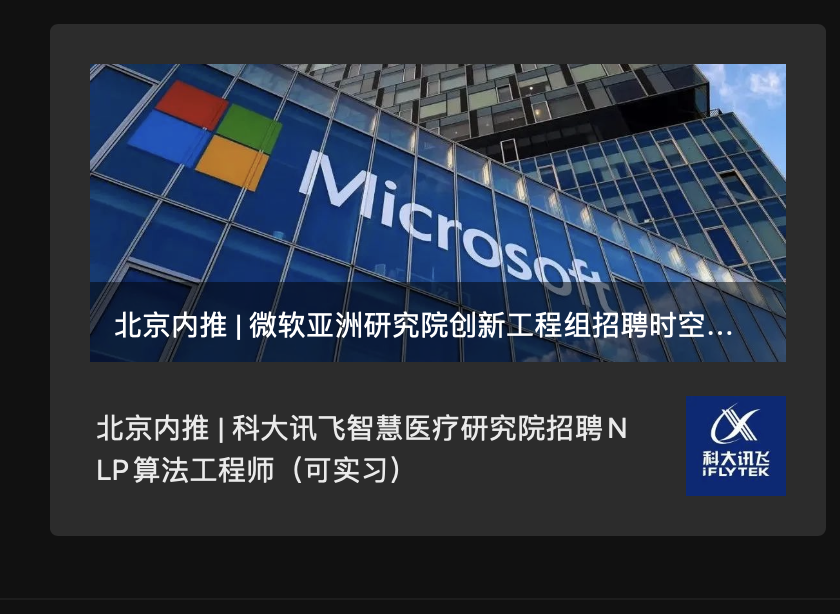 Microsoft
北京内推 | 微软亚洲研究院创新工程组招聘时空...
北京内推 | 科大讯飞智慧医疗研究院招聘N
LP算法工程师（可实习）
科大讯飞
iFLYTEK